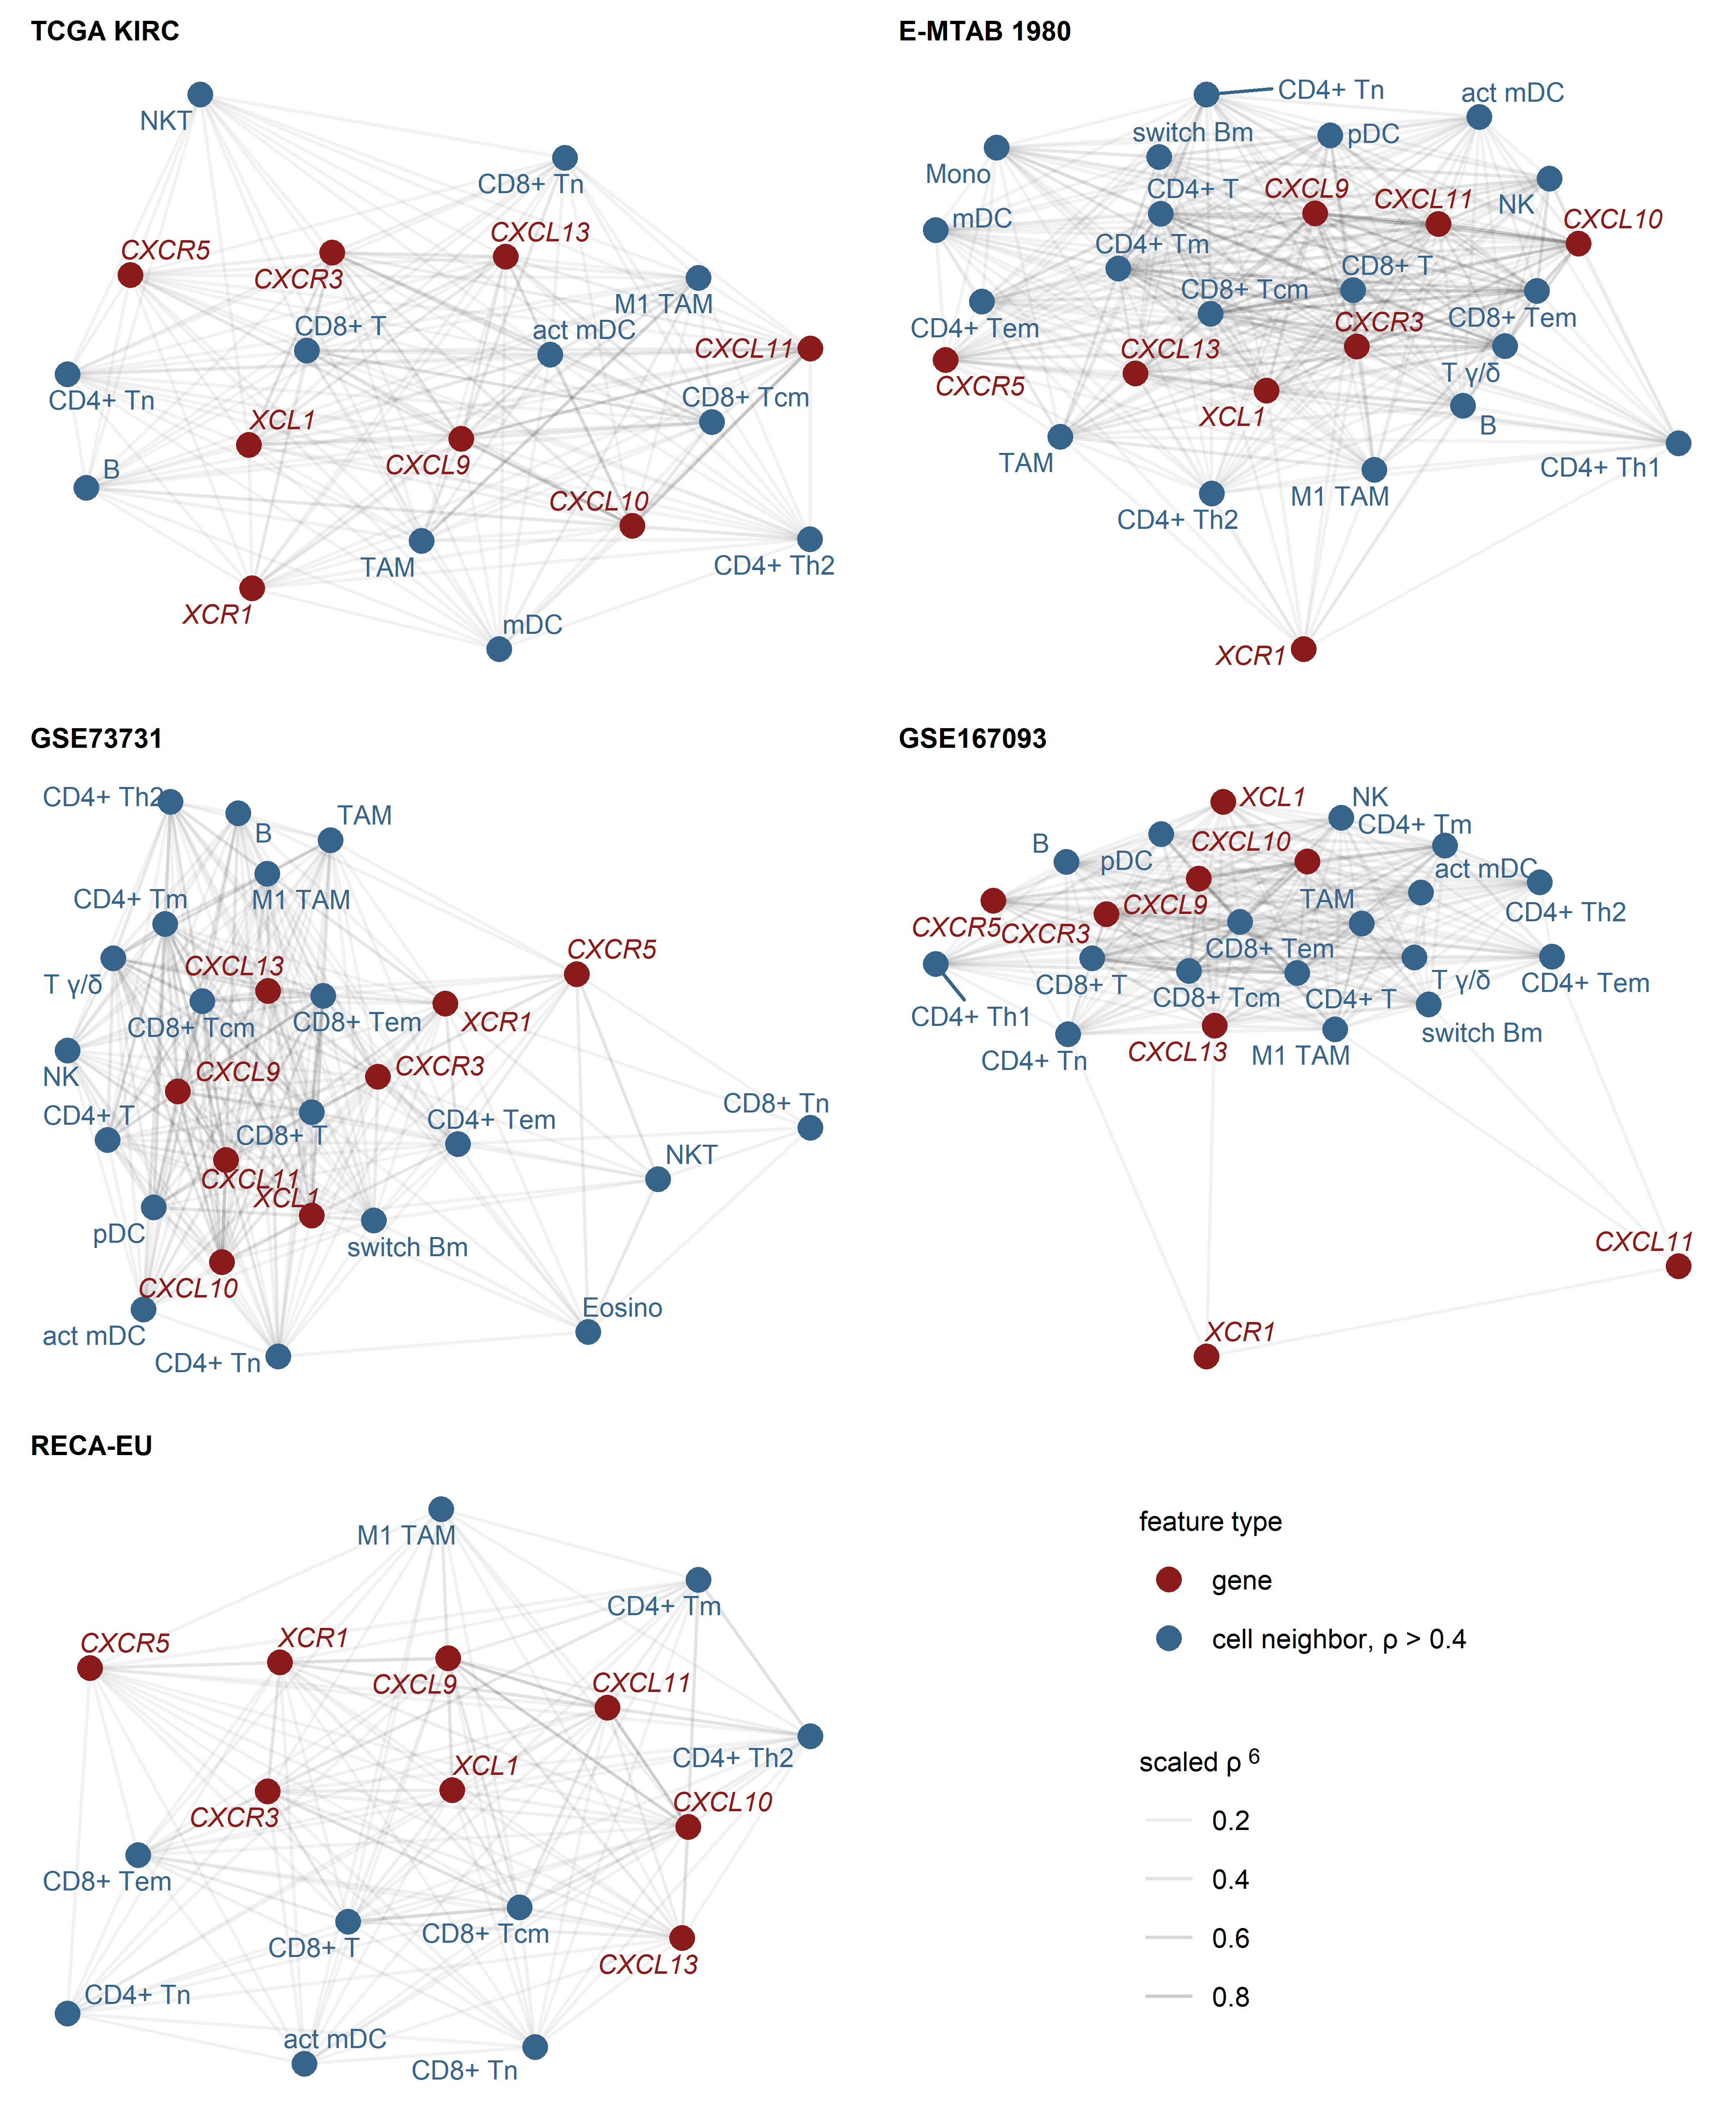 TCGA KIRC
NKT
CD8+ Tn
CXCR5
CXCR3
CXCL13
M1 TAM
CD8+ T
act mDC
CXCL11
CD4+ Tn
CD8+ Tcm
XCL1
CXCL9
B
CXCL10
TAM
CD4+ Th2
XCR1
mDC
E-MTAB 1980
CD4+ Tn
act mDC
switch Bm
pDC
Mono
CD4+ T
CXCL9
CXCL11
NK
mDC
CXCL10
CD4+ Tm
CD8+ T
CD8+ Tcm
CD4+ Tem
CXCR3
CD8+ Tem
CXCL13
CXCR5
T γ/δ
XCL1
B
TAM
CD4+ Th1
M1 TAM
CD4+ Th2
XCR1
GSE73731
CD4+ Th2
B
TAM
CD4+ Tm
M1 TAM
CXCR5
CXCL13
T γ/δ
CD8+ Tcm
CD8+ Tem
XCR1
NK
CXCL9
CXCR3
CD4+ T
CD8+ T
CD4+ Tem
CD8+ Tn
NKT
CXCL11
XCL1
pDC
switch Bm
CXCL10
act mDC
Eosino
CD4+ Tn
GSE167093
XCL1
NK
CD4+ Tm
B
pDC
CXCL10
act mDC
CXCL9
TAM
CD4+ Th2
CXCR5
CXCR3
CD8+ Tem
CD8+ T
CD8+ Tcm
CD4+ T
T γ/δ
CD4+ Tem
CD4+ Th1
switch Bm
CD4+ Tn
CXCL13
M1 TAM
CXCL11
XCR1
RECA-EU
M1 TAM
CD4+ Tm
CXCR5
XCR1
CXCL9
CXCL11
CD4+ Th2
XCL1
CXCR3
CXCL10
CD8+ Tem
CD8+ T
CD8+ Tcm
CXCL13
CD4+ Tn
act mDC
CD8+ Tn
feature type
gene
cell neighbor, ρ > 0.4
scaled ρ 6
0.2
0.4
0.6
0.8